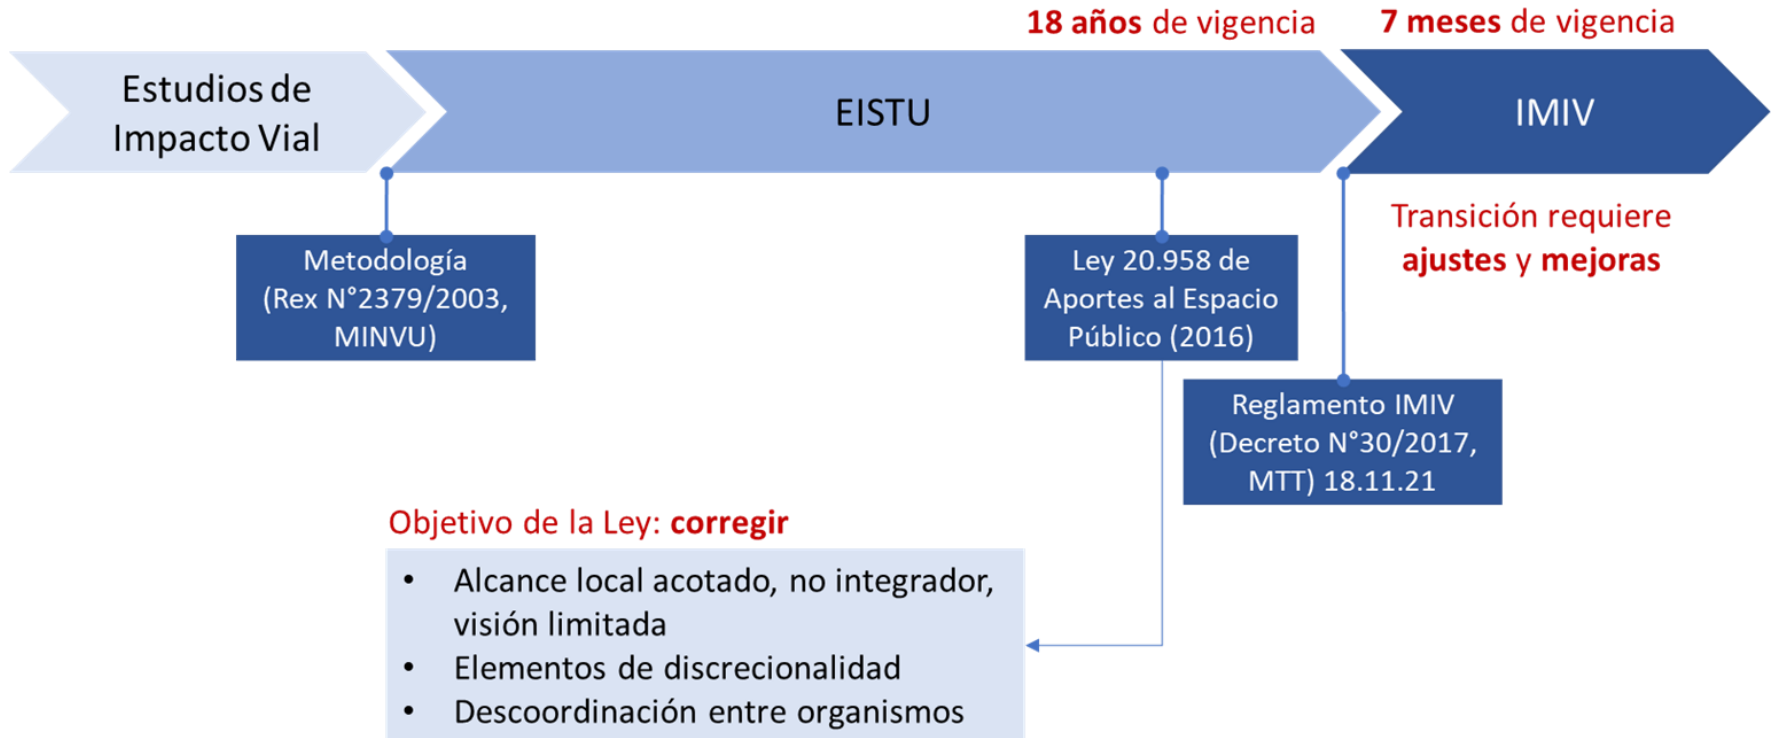 18 años de vigencia
7 meses de vigencia
Estudios de
Impacto Vial
EISTU
IMIV
Transición requiere
ajustes y mejoras
Metodología
(Rex N°2379/2003,
MINVU)
Ley 20.958 de
Aportes al Espacio
Público (2016)
Reglamento IMIV
(Decreto N°30/2017,
MTT) 18.11.21
Objetivo de la Ley: corregir
• Alcance local acotado, no integrador,
visión limitada
• Elementos de discrecionalidad
• Descoordinación entre organismos